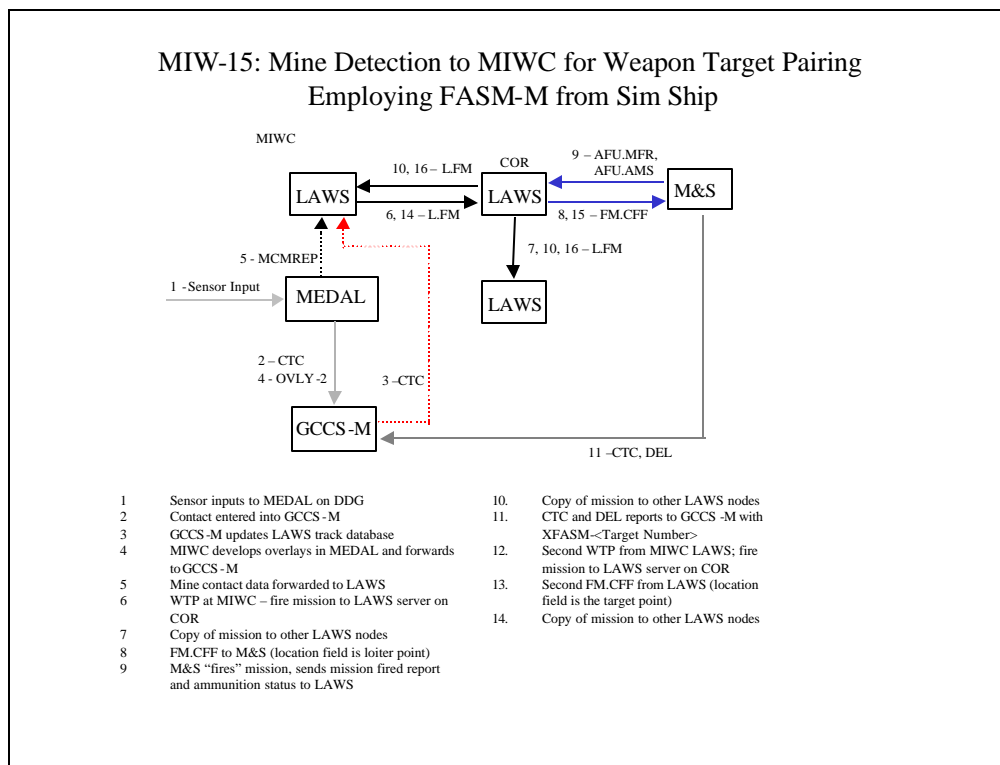 MIW-15: Mine Detection to MIWC for Weapon Target Pairing
Employing FASM-M from Sim Ship
MIWC
LAWS
10, 16 – L.FM
6, 14 – L.FM
COR
LAWS
9 – AFU.MFR,
AFU.AMS
8, 15 – FM.CFF
M&S
7, 10, 16 – L.FM
LAWS
5 - MCMREP
1 -Sensor Input
MEDAL
2 – CTC
4 - OVLY -2
3 –CTC
GCCS -M
11 –CTC, DEL
1 Sensor inputs to MEDAL on DDG
2 Contact entered into GCCS - M
3 GCCS-M updates LAWS track database
4 MIWC develops overlays in MEDAL and forwards
to GCCS - M
5 Mine contact data forwarded to LAWS
6 WTP at MIWC – fire mission to LAWS server on
COR
7 Copy of mission to other LAWS nodes
8 FM.CFF to M&S (location field is loiter point)
9 M&S “fires” mission, sends mission fired report
and ammunition status to LAWS
10. Copy of mission to other LAWS nodes
11. CTC and DEL reports to GCCS -M with
XFASM-<Target Number>
12. Second WTP from MIWC LAWS; fire
mission to LAWS server on COR
13. Second FM.CFF from LAWS (location
field is the target point)
14. Copy of mission to other LAWS nodes